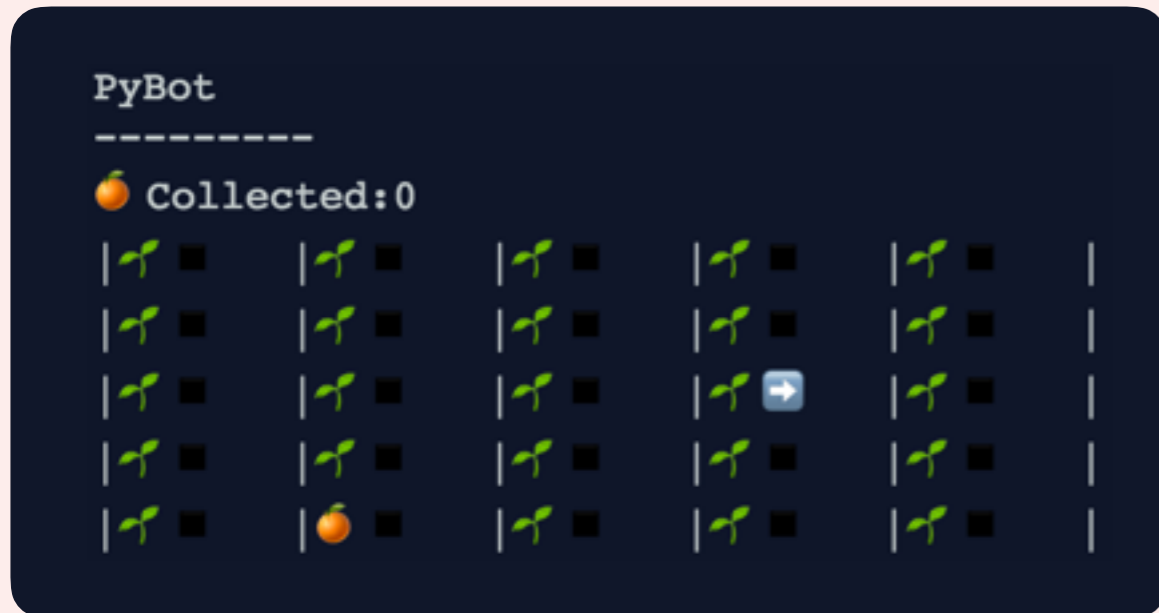 PyBot
---------
🍊 Collected:0
|🌱 ◼ |🌱 ◼ |🌱 ◼ |🌱 ◼ |🌱 ◼ |
|🌱 ◼ |🌱 ◼ |🌱 ◼ |🌱 ◼ |🌱 ◼ |
|🌱 ◼ |🌱 ◼ |🌱 ◼ |🌱 ➡️ |🌱 ◼ |
|🌱 ◼ |🌱 ◼ |🌱 ◼ |🌱 ◼ |🌱 ◼ |
|🌱 ◼ |🍊 ◼ |🌱 ◼ |🌱 ◼ |🌱 ◼ |